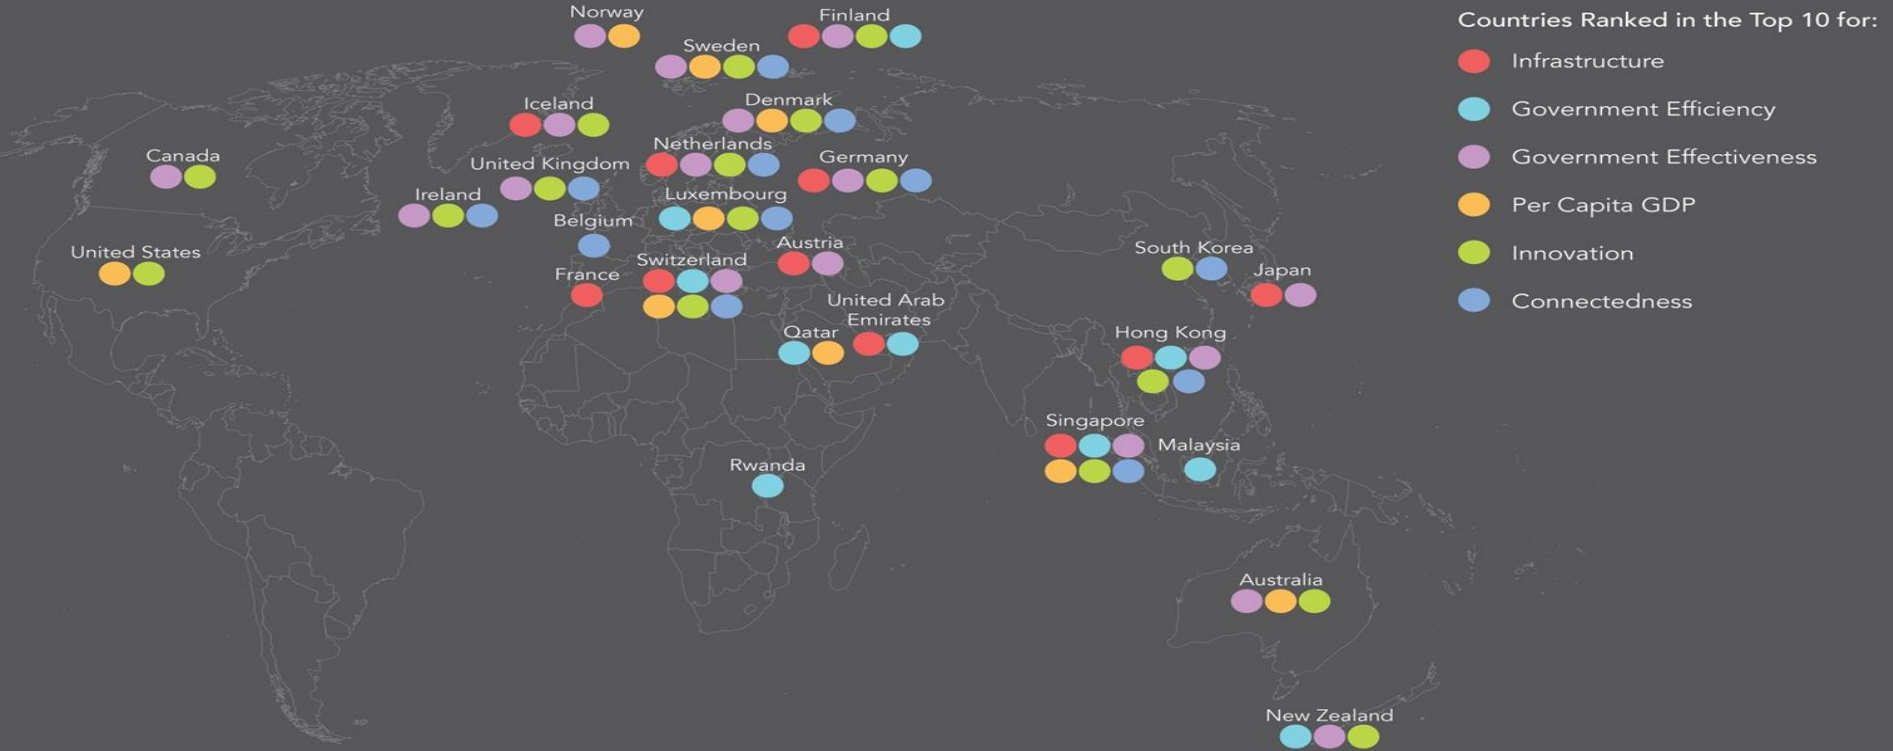 Norway
Finland
Sweden
Iceland
Denmark
Canada
Netherlands
United Kingdom
Germany
Ireland
Luxembourg
Belgium
United States
Austria
Switzerland
France
United Arab
Emirates
Qatar
South Korea
Japan
Hong Kong
Singapore
Malaysia
Rwanda
Australia
New Zealand
Countries Ranked in the Top 10 for:
Infrastructure
Government Efficiency
Government Effectiveness
Per Capita GDP
Innovation
Connectedness